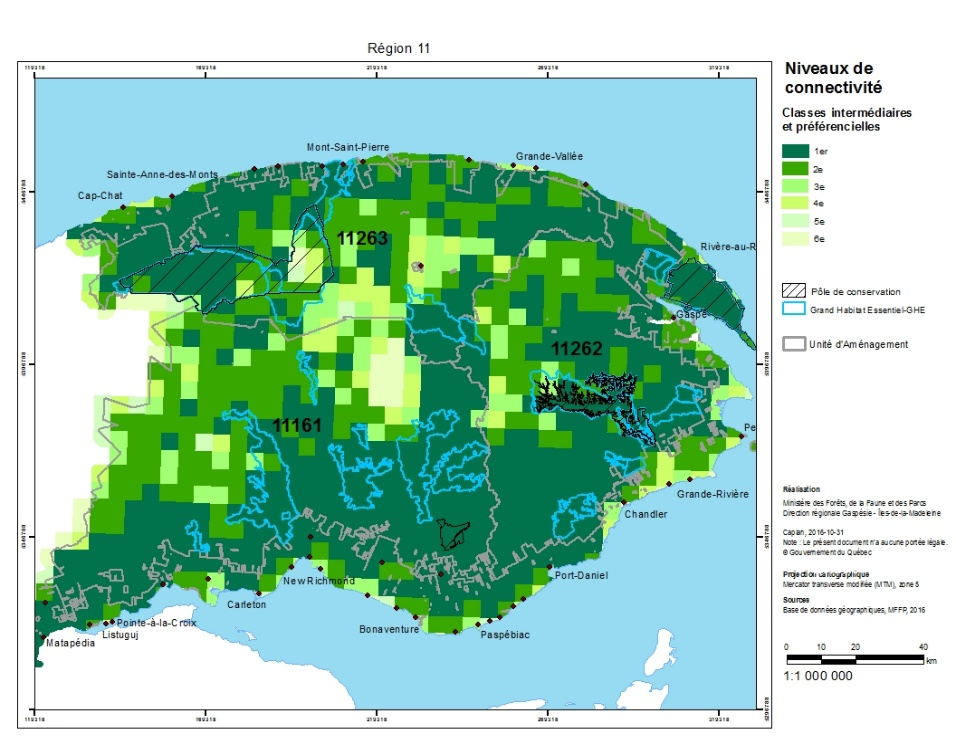 Région 11
Niveaux de
connectivité
Classes intermédiaires
et préférencielles
1er
2e
3e
4e
5e
6e
Pôle de conservation
Grand Habitat Essentiel-GHE
Unité d'Aménagement
Mont-Saint-Pierre
Grande-Vallée
Sainte-Anne-des-Monts
Cap-Chat
11263
Rivière-au-R
Gaspé
11262
11161
Pe
Grande-Rivière
Chandler
Port-Daniel
New Richmond
Carleton
Bonaventure
Paspébiac
Pointe-à-la-Croix
Listuguj
Matapédia
Réalisation
Ministère des Forêts, de la Faune et des Parcs
Direction régionale Gaspésie - Îles-de-la-Madeleine
Caplan, 2016-10-31
Note : Le présent document n'a aucune portée légale.
© Gouvernement du Québec
Projection cartographique
Mercator transverse modifiée (MTM), zone 5
Sources
Base de données géographiques, MFFP, 2016
0 10 20 40
km
1:1 000 000